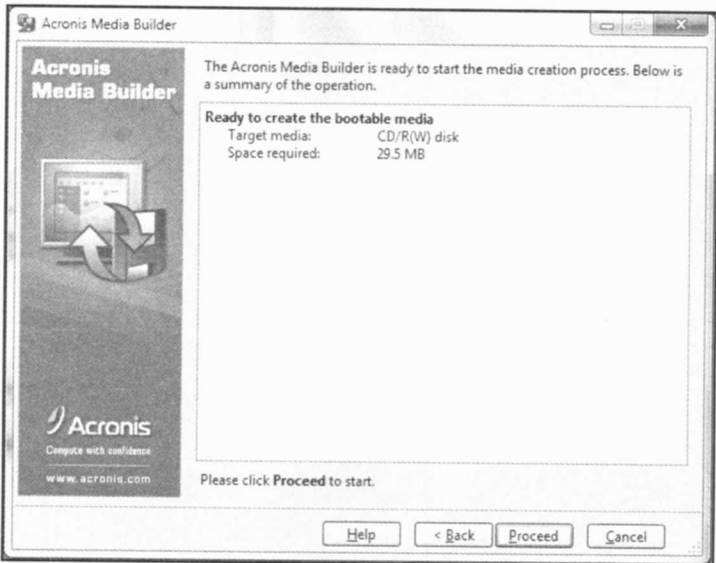 Acronis Media Builder
Acronis
Media Builder
The Acronis Media Builder is ready to start the media creation process. Below is
a summary of the operation.
Ready to create the bootable media
Target media: CD/R(W) disk
Space required: 29.5 MB
Acronis
Compute with confidence
www.acronis.com
Please click Proceed to start.
Help
< Back
Proceed
Cancel